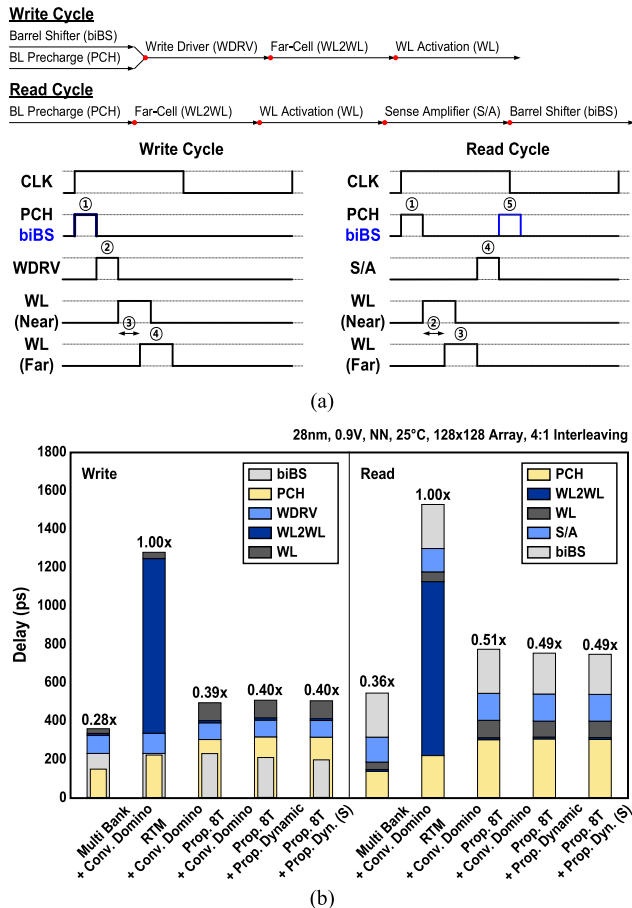 Write Cycle
Barrel Shifter (biBS)
BL Precharge (PCH)
Write Driver (WDRV)
Far-Cell (WL2WL)
WL Activation (WL)
Read Cycle
BL Precharge (PCH)
Far-Cell (WL2WL)
WL Activation (WL)
Sense Amplifier (S/A)
Barrel Shifter (biBS)
Write Cycle
CLK
PCH
biBS
WDRV
WL
(Near)
WL
(Far)
①
②
③
④
Read Cycle
CLK
PCH
biBS
S/A
WL
(Near)
WL
(Far)
①
⑤
④
②
③
(a)
28nm, 0.9V, NN, 25°C, 128x128 Array, 4:1 Interleaving
Delay (ps)
1800
1600
1400
1200
1000
800
600
400
200
0
Write
biBS
PCH
WDRV
WL2WL
WL
0.28x
1.00x
0.39x
0.40x
0.40x
Read
PCH
WL2WL
WL
S/A
biBS
0.36x
1.00x
0.51x
0.49x
0.49x
Multi Bank
+ Conv. Domino
RTM
+ Conv. Domino
Prop. 8T
+ Conv. Domino
Prop. 8T
+ Prop. Dynamic
Prop. 8T
+ Prop. Dyn. (S)
Multi Bank
+ Conv. Domino
RTM
+ Conv. Domino
Prop. 8T
+ Conv. Domino
Prop. 8T
+ Prop. Dynamic
Prop. 8T
+ Prop. Dyn. (S)
(b)